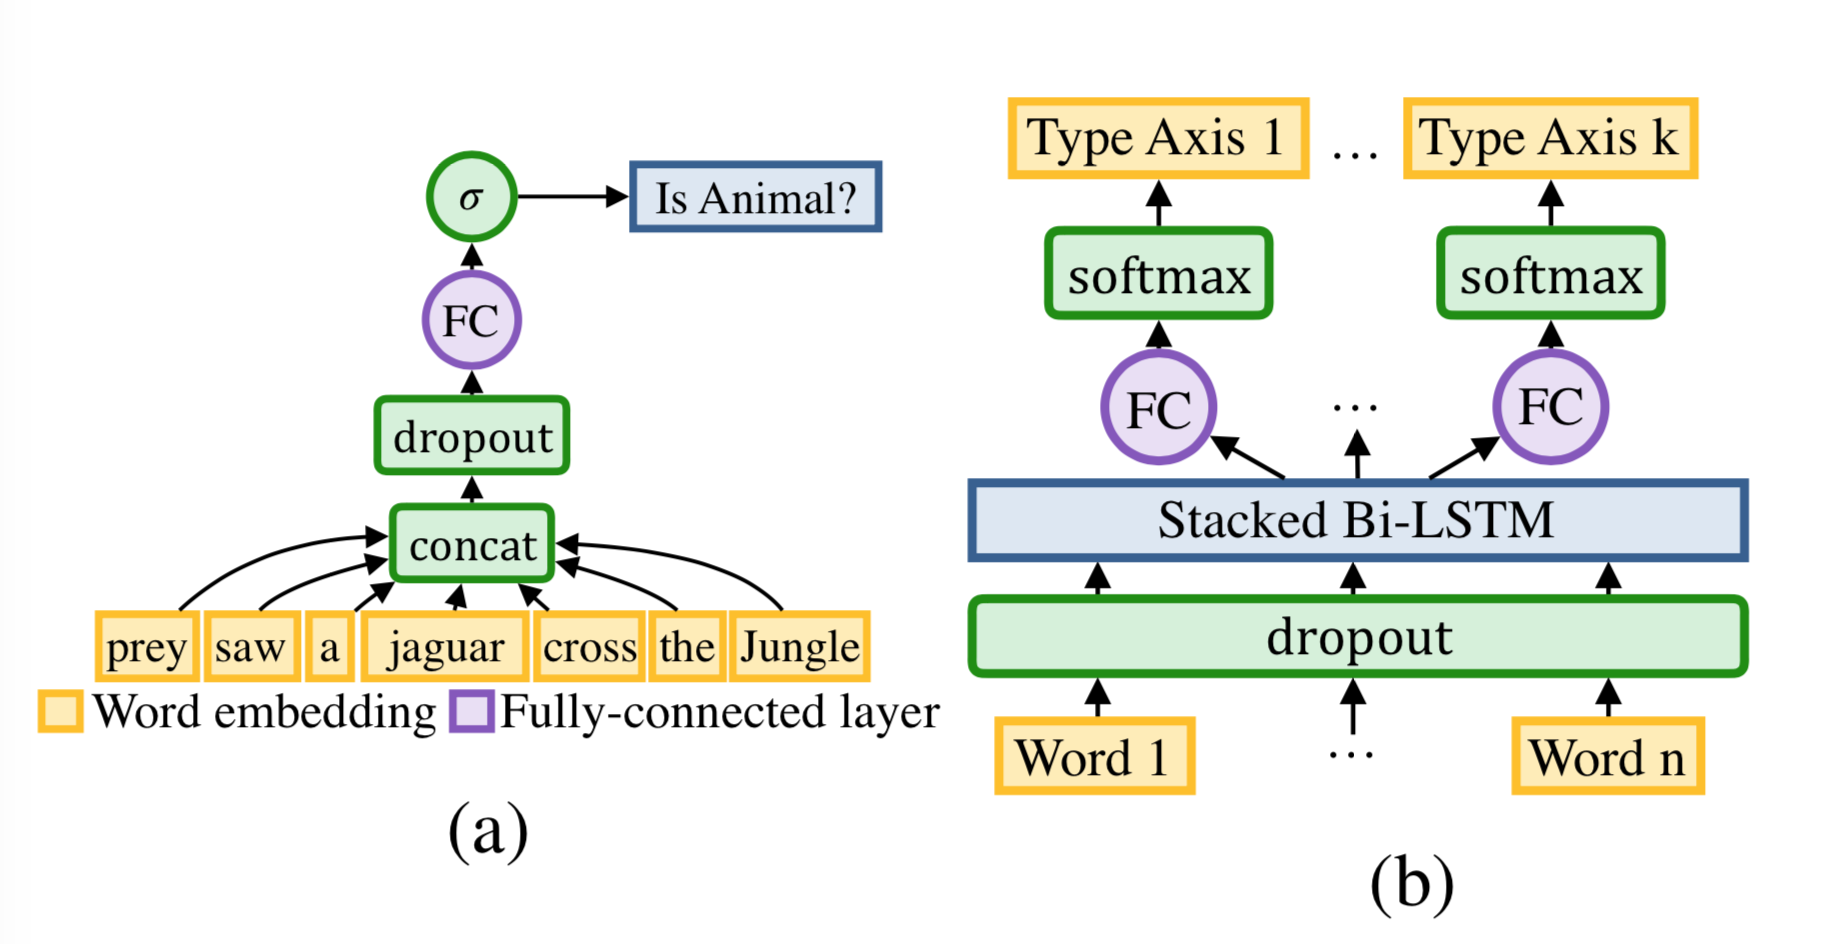 σ
Is Animal?
FC
dropout
concat
prey saw a jaguar cross the Jungle
Word embedding Fully-connected layer
(a)
Type Axis 1 ... Type Axis k
softmax softmax
FC ... FC
Stacked Bi-LSTM
dropout
Word 1 ... Word n
(b)